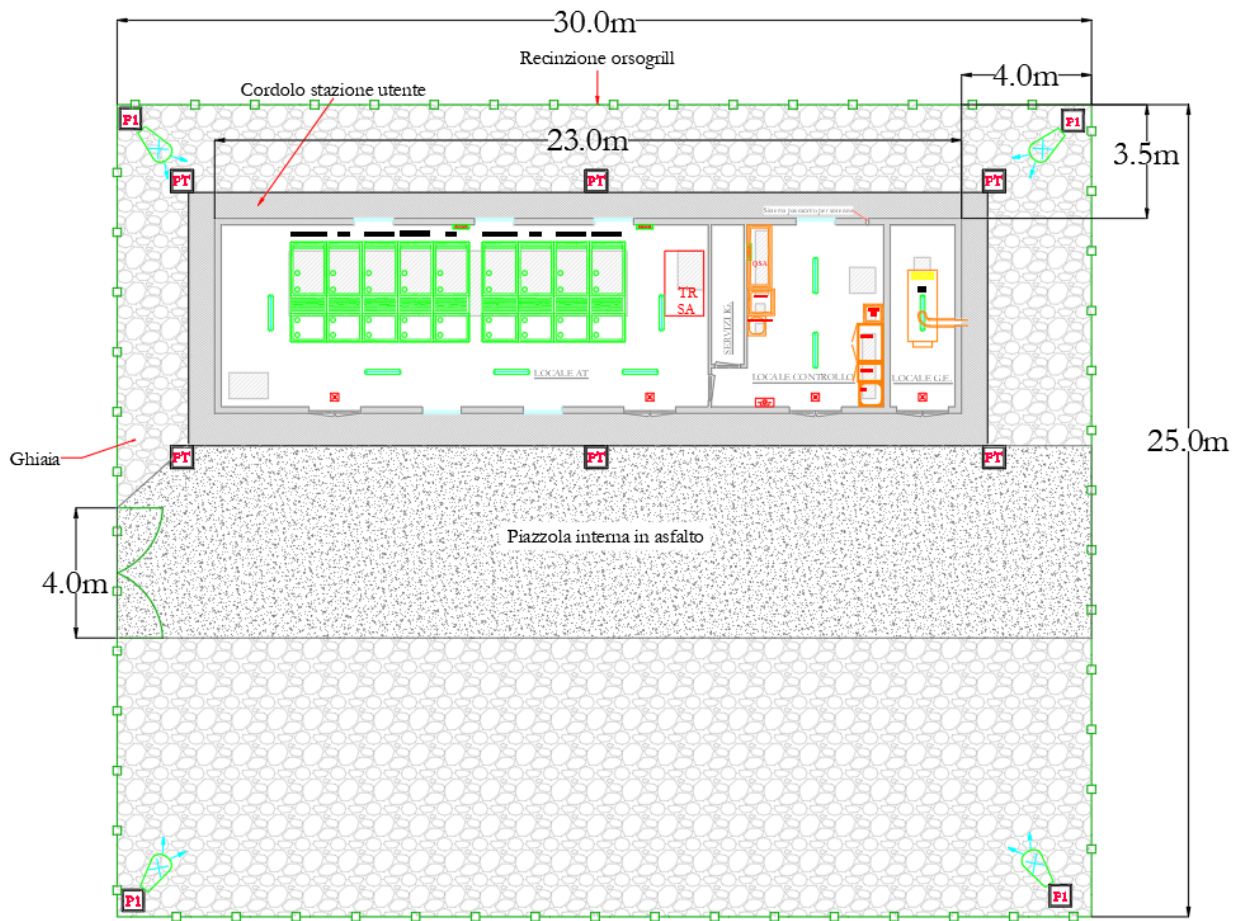 30.0m
Recinzione orsogrill
4.0m
Cordolo stazione utente
P1
P1
23.0m
3.5m
PT
PT
PT
QSA
TR
SA
SERVIZI IG.
LOCALE AT
LOCALE CONTROLLO
LOCALE G.E.
25.0m
Ghiaia
PT
PT
PT
Piazzola interna in asfalto
4.0m
P1
P1